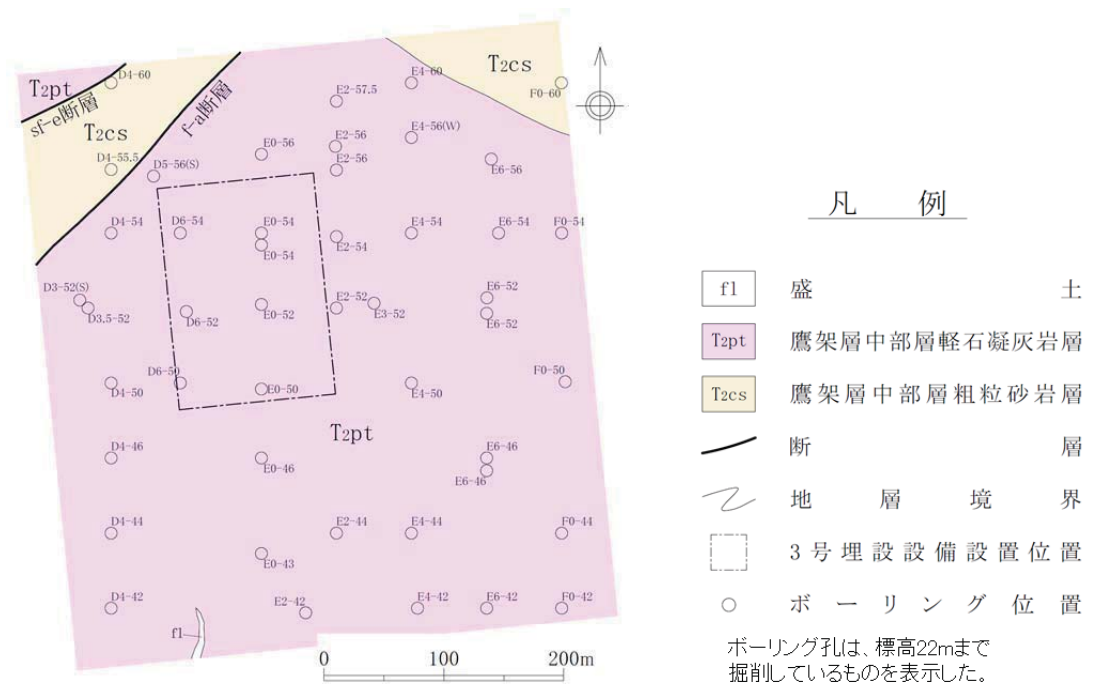 T2pt
D4-60
sf-e断層
T2cs
f-a断層
E2-57.5
E4-60
T2cs
F0-60
E4-56(W)
E0-56
E2-56
E2-56
E6-56
D4-55.5
D5-56(S)
D4-54
D6-54
E0-54
E0-54
E2-54
E4-54
E6-54
F0-54
D3-52(S)
D3.5-52
D6-52
E0-52
E2-52
E3-52
E6-52
E6-52
D4-50
D6-50
E0-50
E4-50
F0-50
T2pt
D4-46
E0-46
E6-46
E6-46
D4-44
E2-44
E4-44
F0-44
E0-43
D4-42
E2-42
E4-42
E6-42
F0-42
fl
0 100 200m
凡 例
fl 盛土
T2pt 鷹架層中部層軽石凝灰岩層
T2cs 鷹架層中部層粗粒砂岩層
断層
地層境界
3号埋設設備設置位置
ボーリング位置
ボーリング孔は、標高22mまで
掘削しているものを表示した。